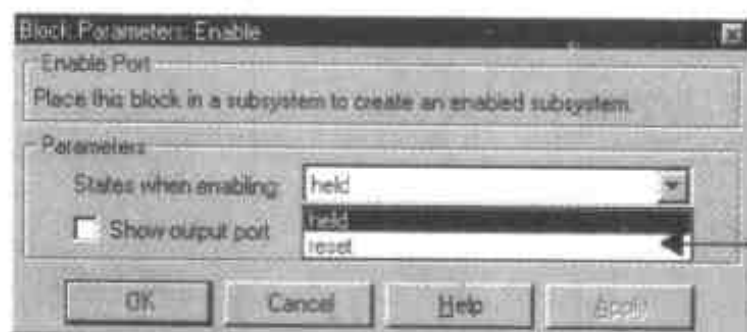 Block Parameters: Enable
Enable Port
Place this block in a subsystem to create an enabled subsystem.
Parameters
States when enabling: held
held
Show output port
reset
OK Cancel Help Apply